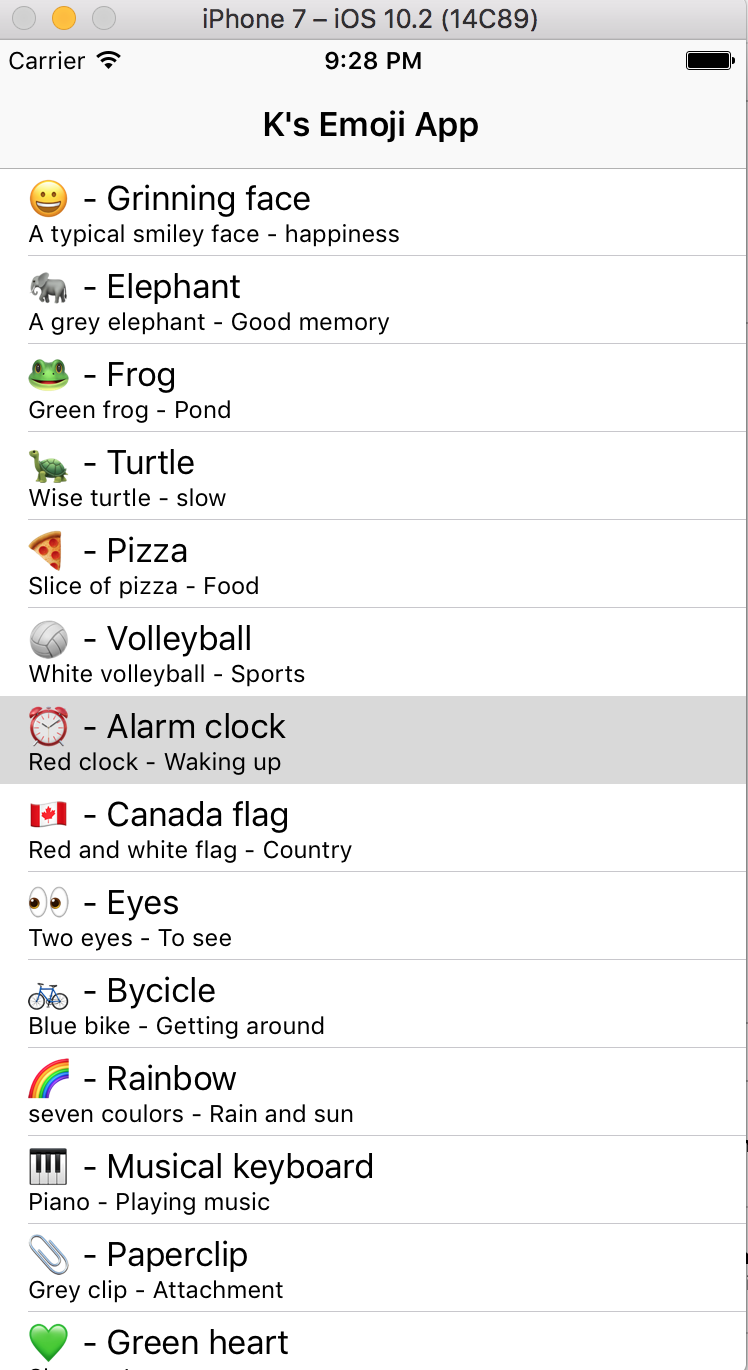 iPhone 7 – iOS 10.2 (14C89)
Carrier 9:28 PM
K's Emoji App
😀 - Grinning face
A typical smiley face - happiness
🐘 - Elephant
A grey elephant - Good memory
🐸 - Frog
Green frog - Pond
🐢 - Turtle
Wise turtle - slow
🍕 - Pizza
Slice of pizza - Food
🏐 - Volleyball
White volleyball - Sports
⏰ - Alarm clock
Red clock - Waking up
🇨🇦 - Canada flag
Red and white flag - Country
👀 - Eyes
Two eyes - To see
🚲 - Bycicle
Blue bike - Getting around
🌈 - Rainbow
seven coulors - Rain and sun
🎹 - Musical keyboard
Piano - Playing music
📎 - Paperclip
Grey clip - Attachment
💚 - Green heart